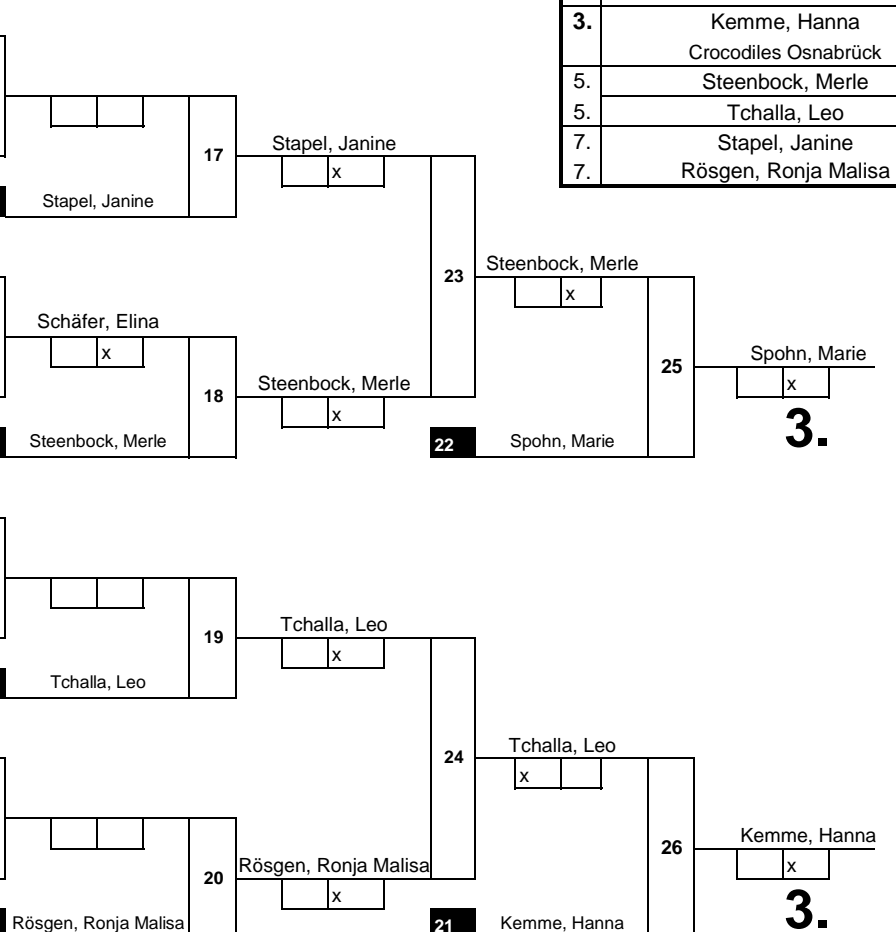 3. Kemme, Hanna
Crocodiles Osnabrück
5. Steenbock, Merle
5. Tchalla, Leo
7. Stapel, Janine
7. Rösgen, Ronja Malisa
Stapel, Janine
17
x
Stapel, Janine
Steenbock, Merle
23
x
Schäfer, Elina
x
Spohn, Marie
25
x
Steenbock, Merle
18
x
3.
Steenbock, Merle
22 Spohn, Marie
Tchalla, Leo
19
x
Tchalla, Leo
Tchalla, Leo
24
x
Kemme, Hanna
26
x
Rösgen, Ronja Malisa
20
x
3.
Rösgen, Ronja Malisa
21 Kemme, Hanna